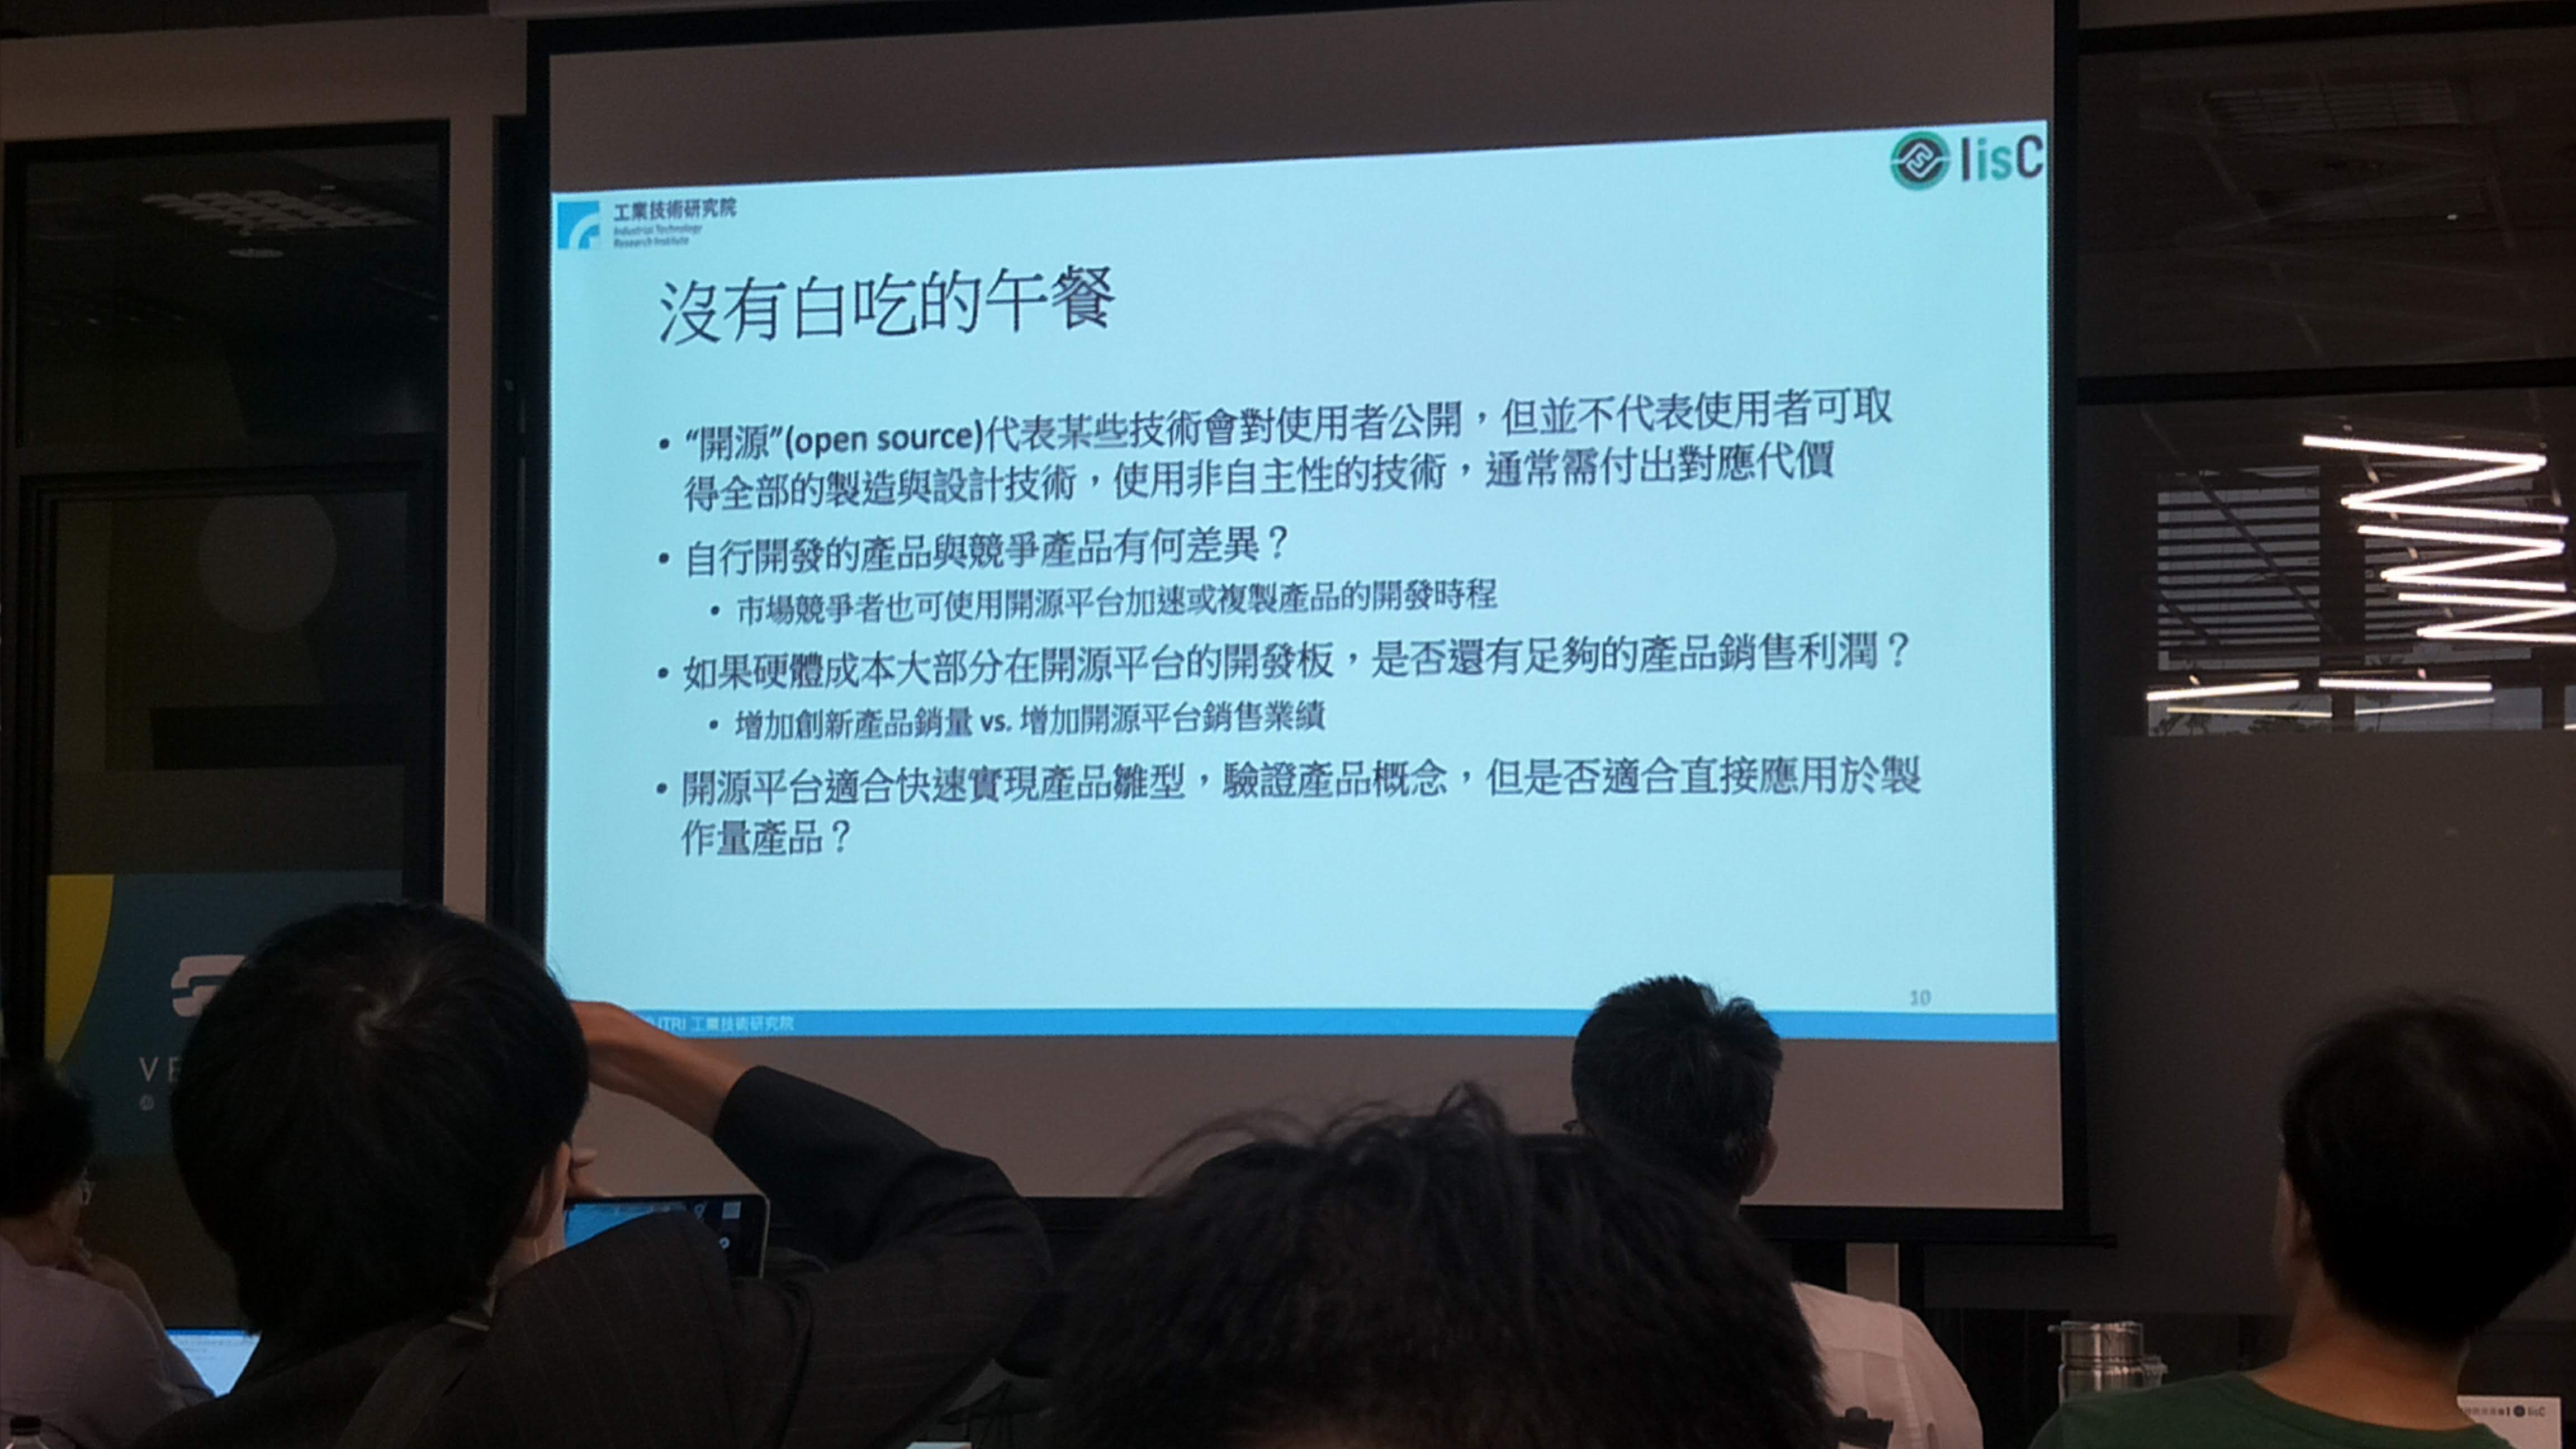 IisC
工業技術研究院
Industrial Technology
Research Institute
沒有白吃的午餐
• “開源”(open source)代表某些技術會對使用者公開，但並不代表使用者可取
得全部的製造與設計技術，使用非自主性的技術，通常需付出對應代價
• 自行開發的產品與競爭產品有何差異？
• 市場競爭者也可使用開源平台加速或複製產品的開發時程
• 如果硬體成本大部分在開源平台的開發板，是否還有足夠的產品銷售利潤？
• 增加創新產品銷量 vs. 增加開源平台銷售業績
• 開源平台適合快速實現產品雛型，驗證產品概念，但是否適合直接應用於製
作量產品？
10
ITRI 工業技術研究院
VE
IisC